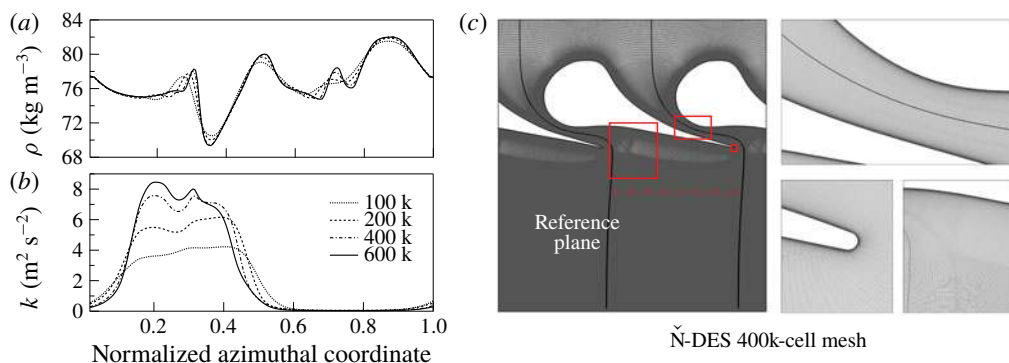 (a)
84
80
76
72
68
ρ (kg m−3)
(b)
8
6
4
2
0
k (m2 s−2)
100 k
200 k
400 k
600 k
0.2
0.4
0.6
0.8
1.0
Normalized azimuthal coordinate
(c)
Reference
plane
Ň-DES 400k-cell mesh